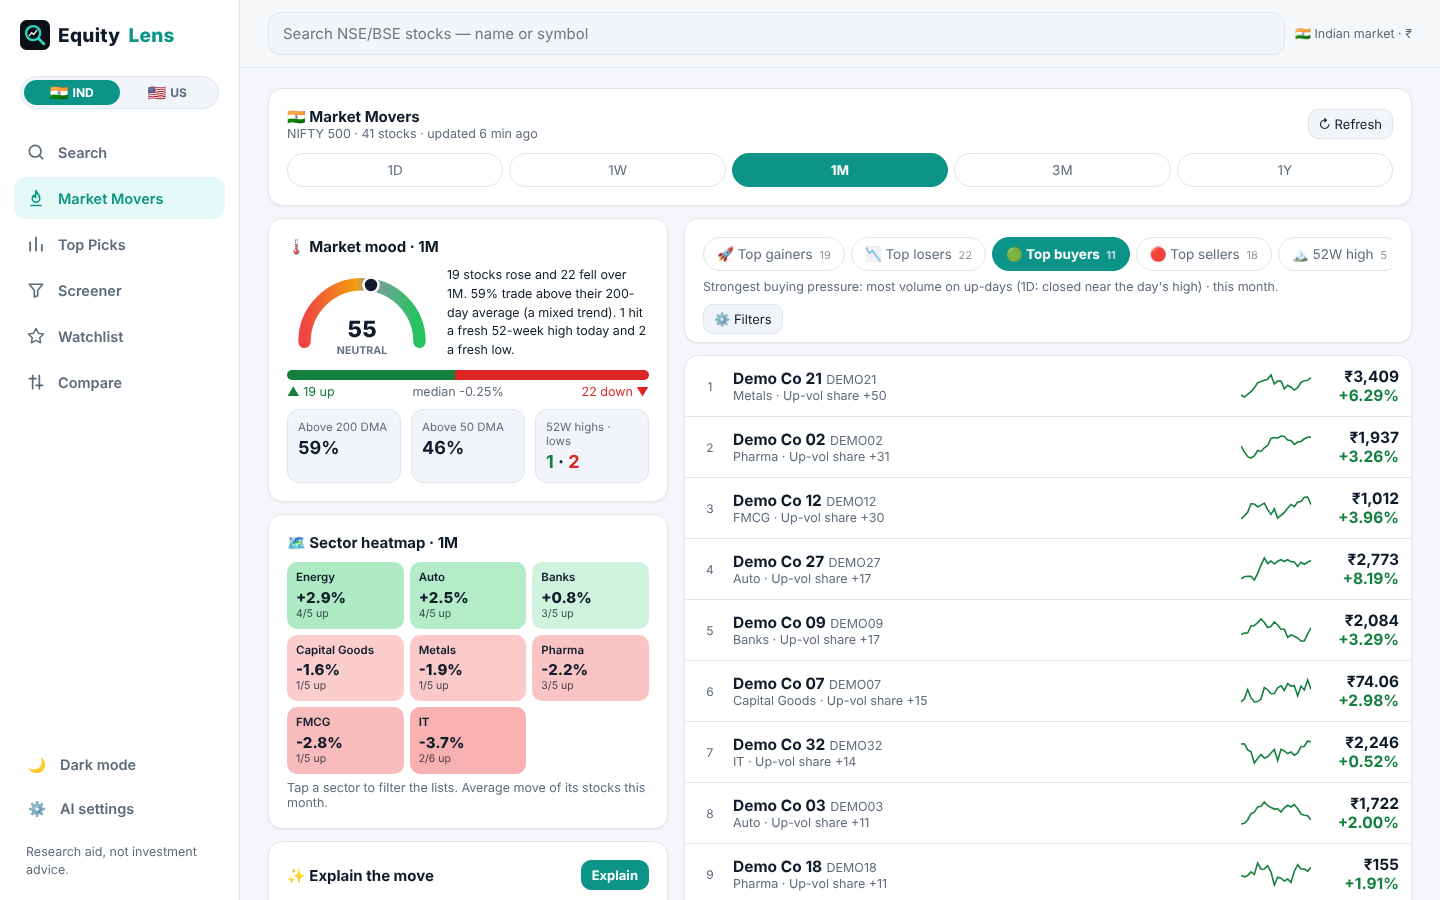 Equity Lens
🇮🇳 IND
🇺🇸 US
Search
Market Movers
Top Picks
Screener
Watchlist
Compare
🌙 Dark mode
⚙️ AI settings
Research aid, not investment
advice.
Search NSE/BSE stocks — name or symbol
🇮🇳 Indian market · ₹
🇮🇳 Market Movers
NIFTY 500 · 41 stocks · updated 6 min ago
↻ Refresh
1D
1W
1M
3M
1Y
🌡️ Market mood · 1M
55
NEUTRAL
19 stocks rose and 22 fell over
1M. 59% trade above their 200-
day average (a mixed trend). 1 hit
a fresh 52-week high today and 2
a fresh low.
▲ 19 up
median -0.25%
22 down ▼
Above 200 DMA
59%
Above 50 DMA
46%
52W highs ·
lows
1 · 2
🗺️ Sector heatmap · 1M
Energy
+2.9%
4/5 up
Auto
+2.5%
4/5 up
Banks
+0.8%
3/5 up
Capital Goods
-1.6%
1/5 up
Metals
-1.9%
1/5 up
Pharma
-2.2%
3/5 up
FMCG
-2.8%
1/5 up
IT
-3.7%
2/6 up
Tap a sector to filter the lists. Average move of its stocks this
month.
✨ Explain the move
Explain
🚀 Top gainers 19
📉 Top losers 22
🟢 Top buyers 11
🔴 Top sellers 18
🏔️ 52W high 5
Strongest buying pressure: most volume on up-days (1D: closed near the day's high) · this month.
⚙️ Filters
1
Demo Co 21 DEMO21
Metals · Up-vol share +50
₹3,409
+6.29%
2
Demo Co 02 DEMO02
Pharma · Up-vol share +31
₹1,937
+3.26%
3
Demo Co 12 DEMO12
FMCG · Up-vol share +30
₹1,012
+3.96%
4
Demo Co 27 DEMO27
Auto · Up-vol share +17
₹2,773
+8.19%
5
Demo Co 09 DEMO09
Banks · Up-vol share +17
₹2,084
+3.29%
6
Demo Co 07 DEMO07
Capital Goods · Up-vol share +15
₹74.06
+2.98%
7
Demo Co 32 DEMO32
IT · Up-vol share +14
₹2,246
+0.52%
8
Demo Co 03 DEMO03
Auto · Up-vol share +11
₹1,722
+2.00%
9
Demo Co 18 DEMO18
Pharma · Up-vol share +11
₹155
+1.91%